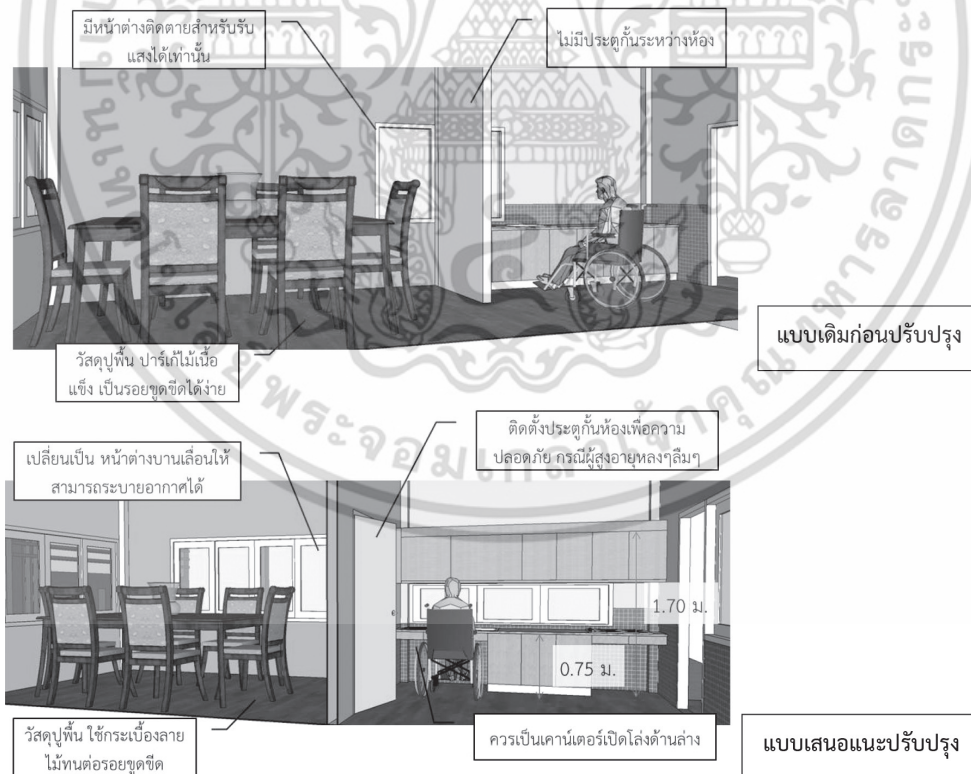 มีหน้าต่างติดตายสำหรับรับ
แสงได้เท่านั้น
ไม่มีประตูกั้นระหว่างห้อง
แบบเดิมก่อนปรับปรุง
วัสดุปูพื้น ปาร์เก้ไม้เนื้อ
แข็ง เป็นรอยขูดขีดได้ง่าย
ติดตั้งประตูกั้นห้องเพื่อความ
ปลอดภัย กรณีผู้สูงอายุหลงๆลืมๆ
เปลี่ยนเป็น หน้าต่างบานเลื่อนให้
สามารถระบายอากาศได้
1.70 ม.
0.75 ม.
วัสดุปูพื้น ใช้กระเบื้องลาย
ไม้ทนต่อรอยขูดขีด
ควรเป็นเคาน์เตอร์เปิดโล่งด้านล่าง
แบบเสนอแนะปรับปรุง